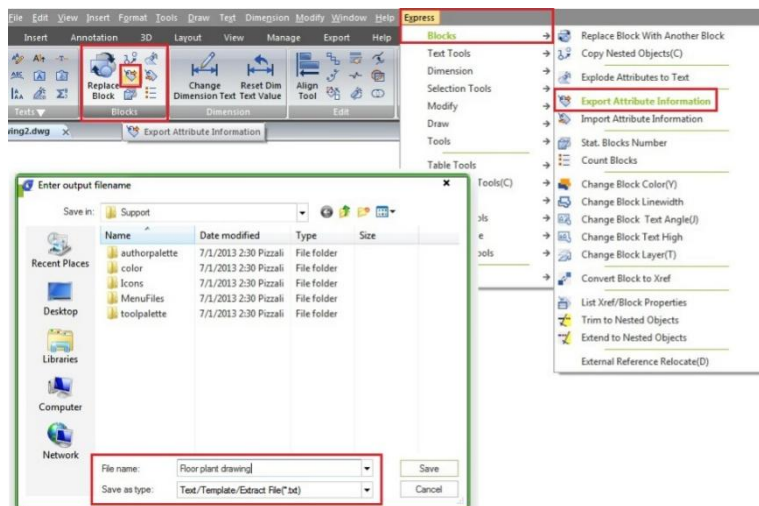 File Edit View Insert Format Tools Draw Text Dimension Modify Window Help Express
Insert Annotation 3D Layout View Manage Export Help
Replace Block
Change Dimension Text
Reset Dim Text Value
Align Tool
Texts Blocks Dimension Edit
ing2.dwg x
Export Attribute Information
Blocks
Text Tools
Dimension
Selection Tools
Modify
Draw
Tools
Table Tools
Tools(C)
Replace Block With Another Block
Copy Nested Objects(C)
Explode Attributes to Text
Export Attribute Information
Import Attribute Information
Stat. Blocks Number
Count Blocks
Change Block Color(Y)
Change Block Linewidth
Change Block Text Angle(J)
Change Block Text High
Change Block Layer(T)
Convert Block to Xref
List Xref/Block Properties
Trim to Nested Objects
Extend to Nested Objects
External Reference Relocate(D)
Enter output filename
Save in: Support
Name Date modified Type Size
authorpalette 7/1/2013 2:30 Pizzali File folder
color 7/1/2013 2:30 Pizzali File folder
Icons 7/1/2013 2:30 Pizzali File folder
MenuFiles 7/1/2013 2:30 Pizzali File folder
toolpalette 7/1/2013 2:30 Pizzali File folder
Recent Places
Desktop
Libraries
Computer
Network
File name: Floor plant drawing
Save as type: Text/Template/Extract File(*.txt)
Save
Cancel